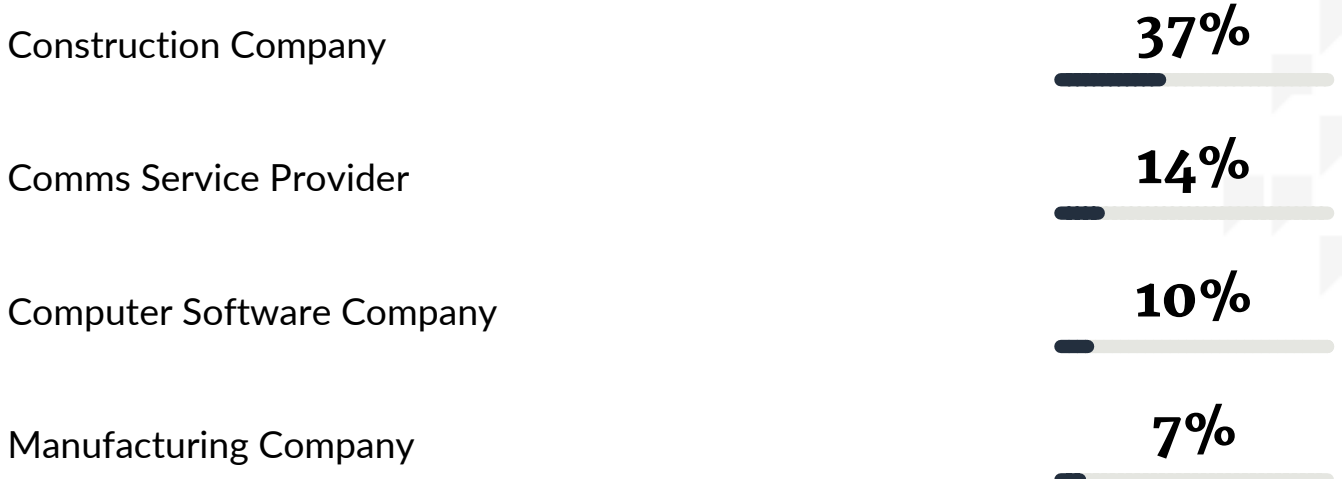 Construction Company
37%
Comms Service Provider
14%
Computer Software Company
10%
Manufacturing Company
7%